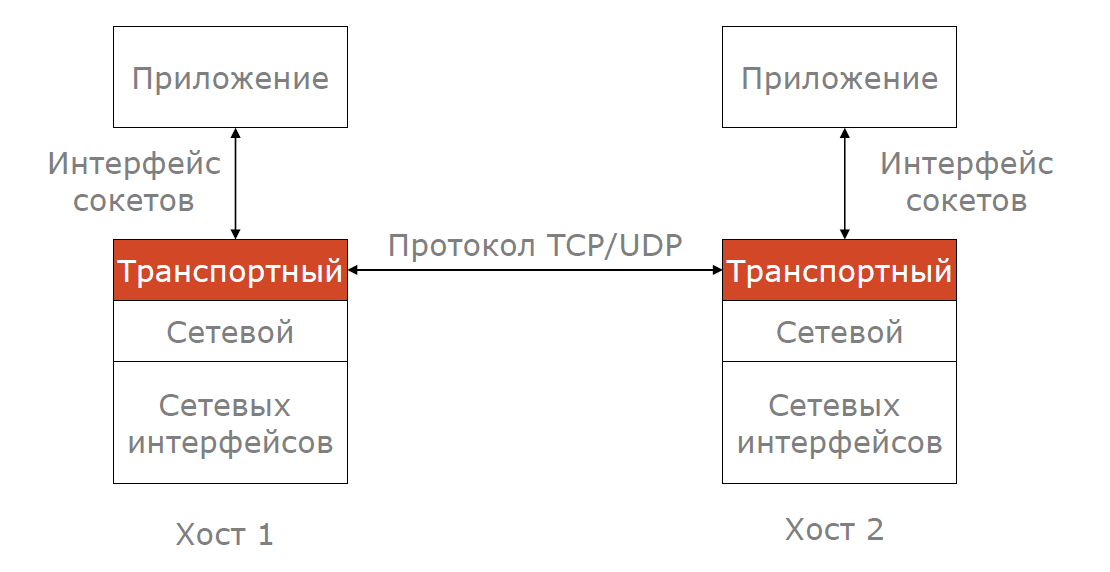 Приложение
Приложение
Интерфейс
сокетов
Интерфейс
сокетов
Протокол TCP/UDP
Транспортный
Транспортный
Сетевой
Сетевой
Сетевых
интерфейсов
Сетевых
интерфейсов
Хост 1
Хост 2